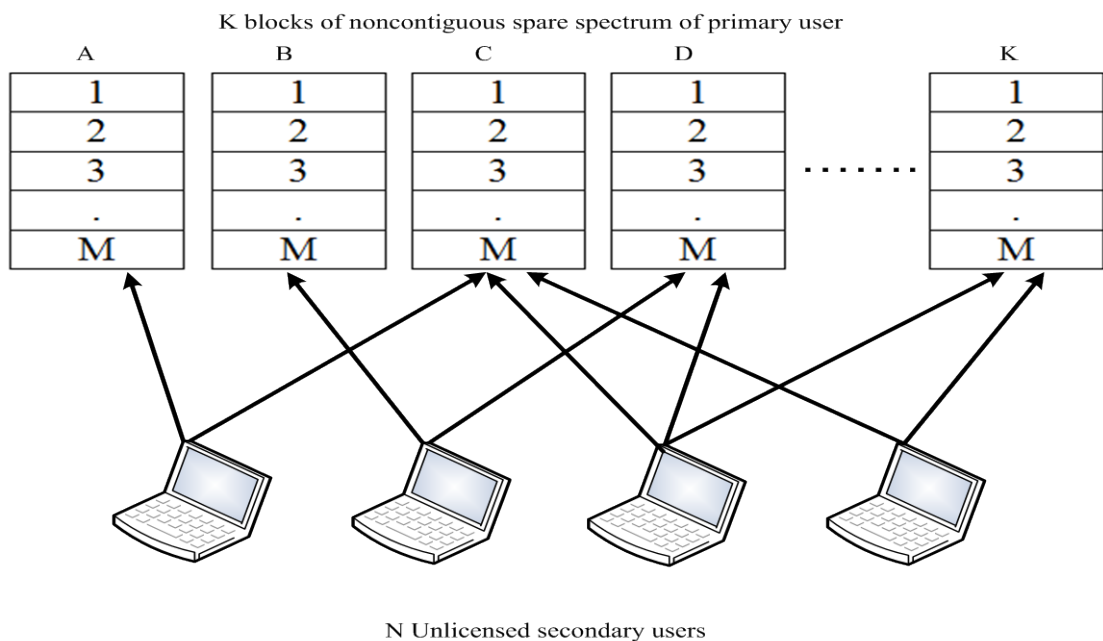 K blocks of noncontiguous spare spectrum of primary user
A B C D K
1 1 1 1 1
2 2 2 2 2
3 3 3 3 ....... 3
. . . . .
M M M M M
N Unlicensed secondary users